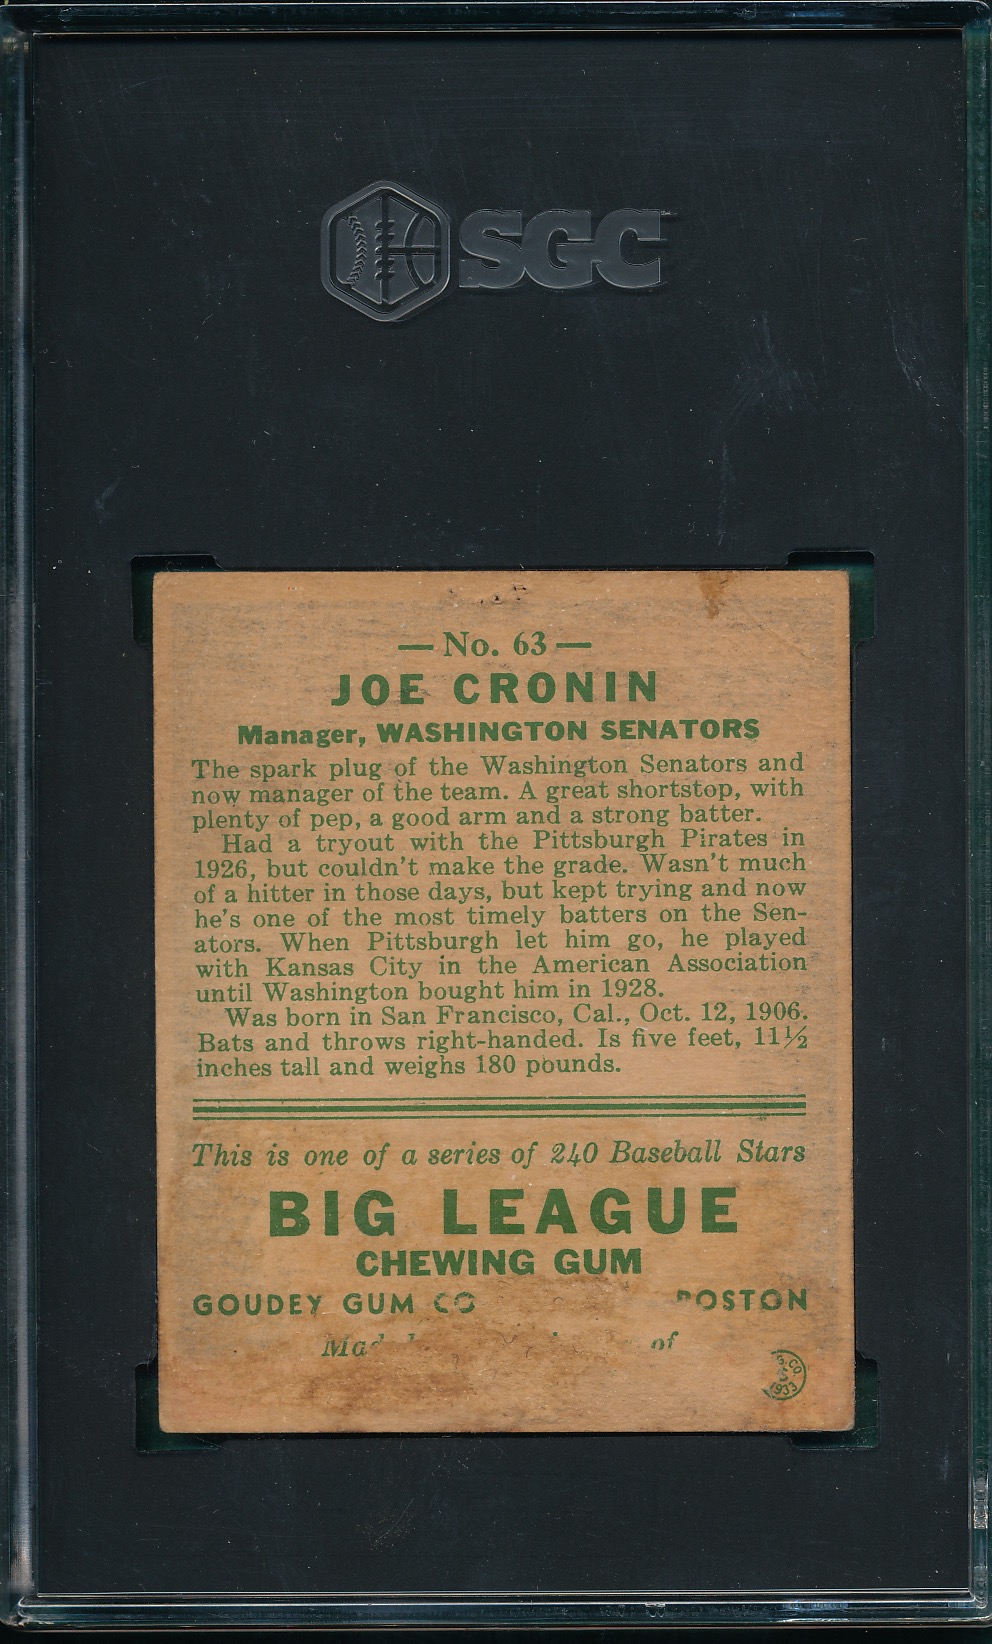 SGC
— No. 63 —
JOE CRONIN
Manager, WASHINGTON SENATORS
The spark plug of the Washington Senators and
now manager of the team. A great shortstop, with
plenty of pep, a good arm and a strong batter.
Had a tryout with the Pittsburgh Pirates in
1926, but couldn't make the grade. Wasn't much
of a hitter in those days, but kept trying and now
he's one of the most timely batters on the Sen-
ators. When Pittsburgh let him go, he played
with Kansas City in the American Association
until Washington bought him in 1928.
Was born in San Francisco, Cal., Oct. 12, 1906.
Bats and throws right-handed. Is five feet, 11½
inches tall and weighs 180 pounds.
This is one of a series of 240 Baseball Stars
BIG LEAGUE
CHEWING GUM
GOUDEY GUM CO BOSTON
of
CO
1933